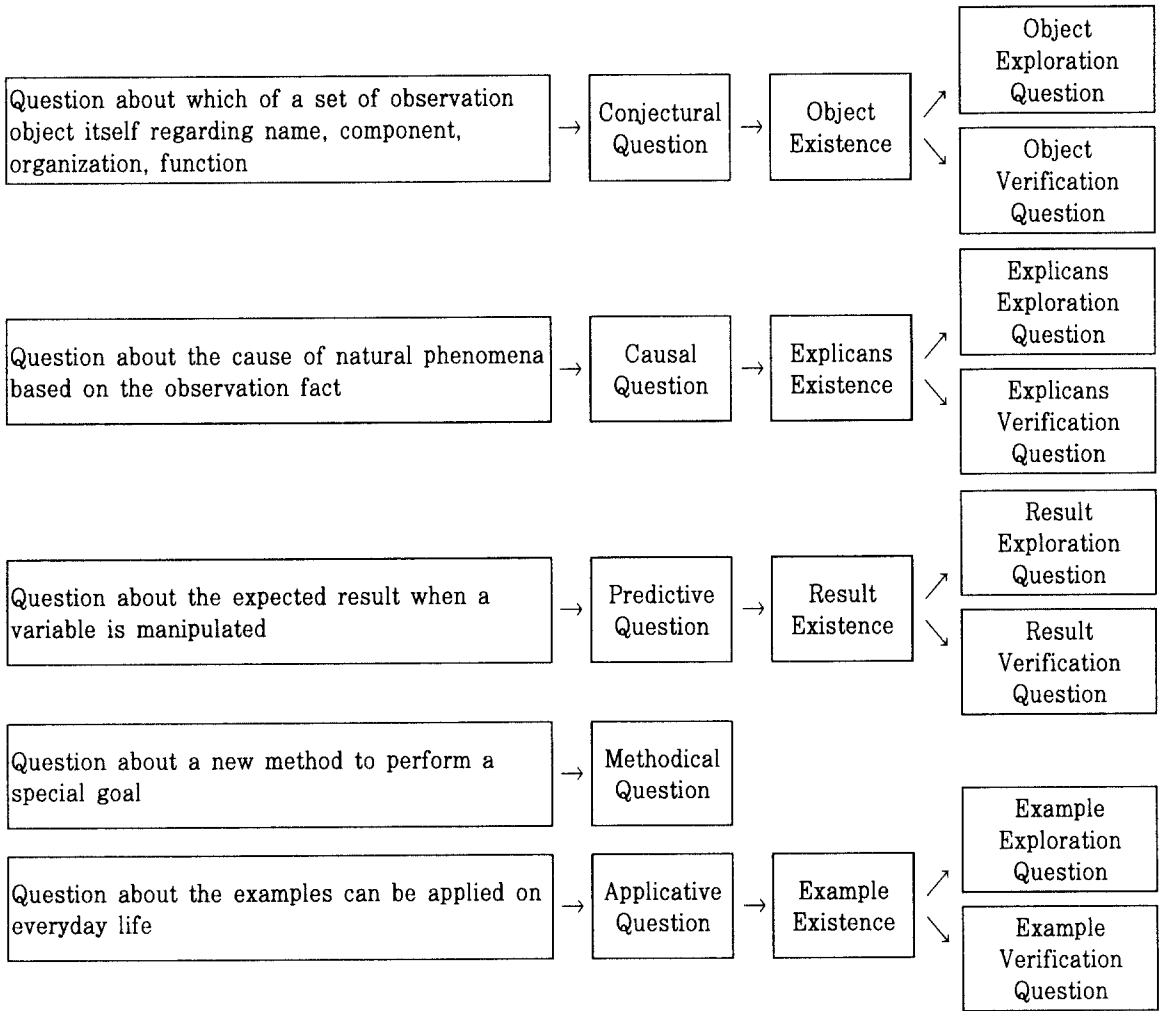 Question about which of a set of observation
object itself regarding name, component,
organization, function
Conjectural
Question
Object
Existence
Object
Exploration
Question
Object
Verification
Question
Question about the cause of natural phenomena
based on the observation fact
Causal
Question
Explicans
Existence
Explicans
Exploration
Question
Explicans
Verification
Question
Question about the expected result when a
variable is manipulated
Predictive
Question
Result
Existence
Result
Exploration
Question
Result
Verification
Question
Question about a new method to perform a
special goal
Methodical
Question
Question about the examples can be applied on
everyday life
Applicative
Question
Example
Existence
Example
Exploration
Question
Example
Verification
Question